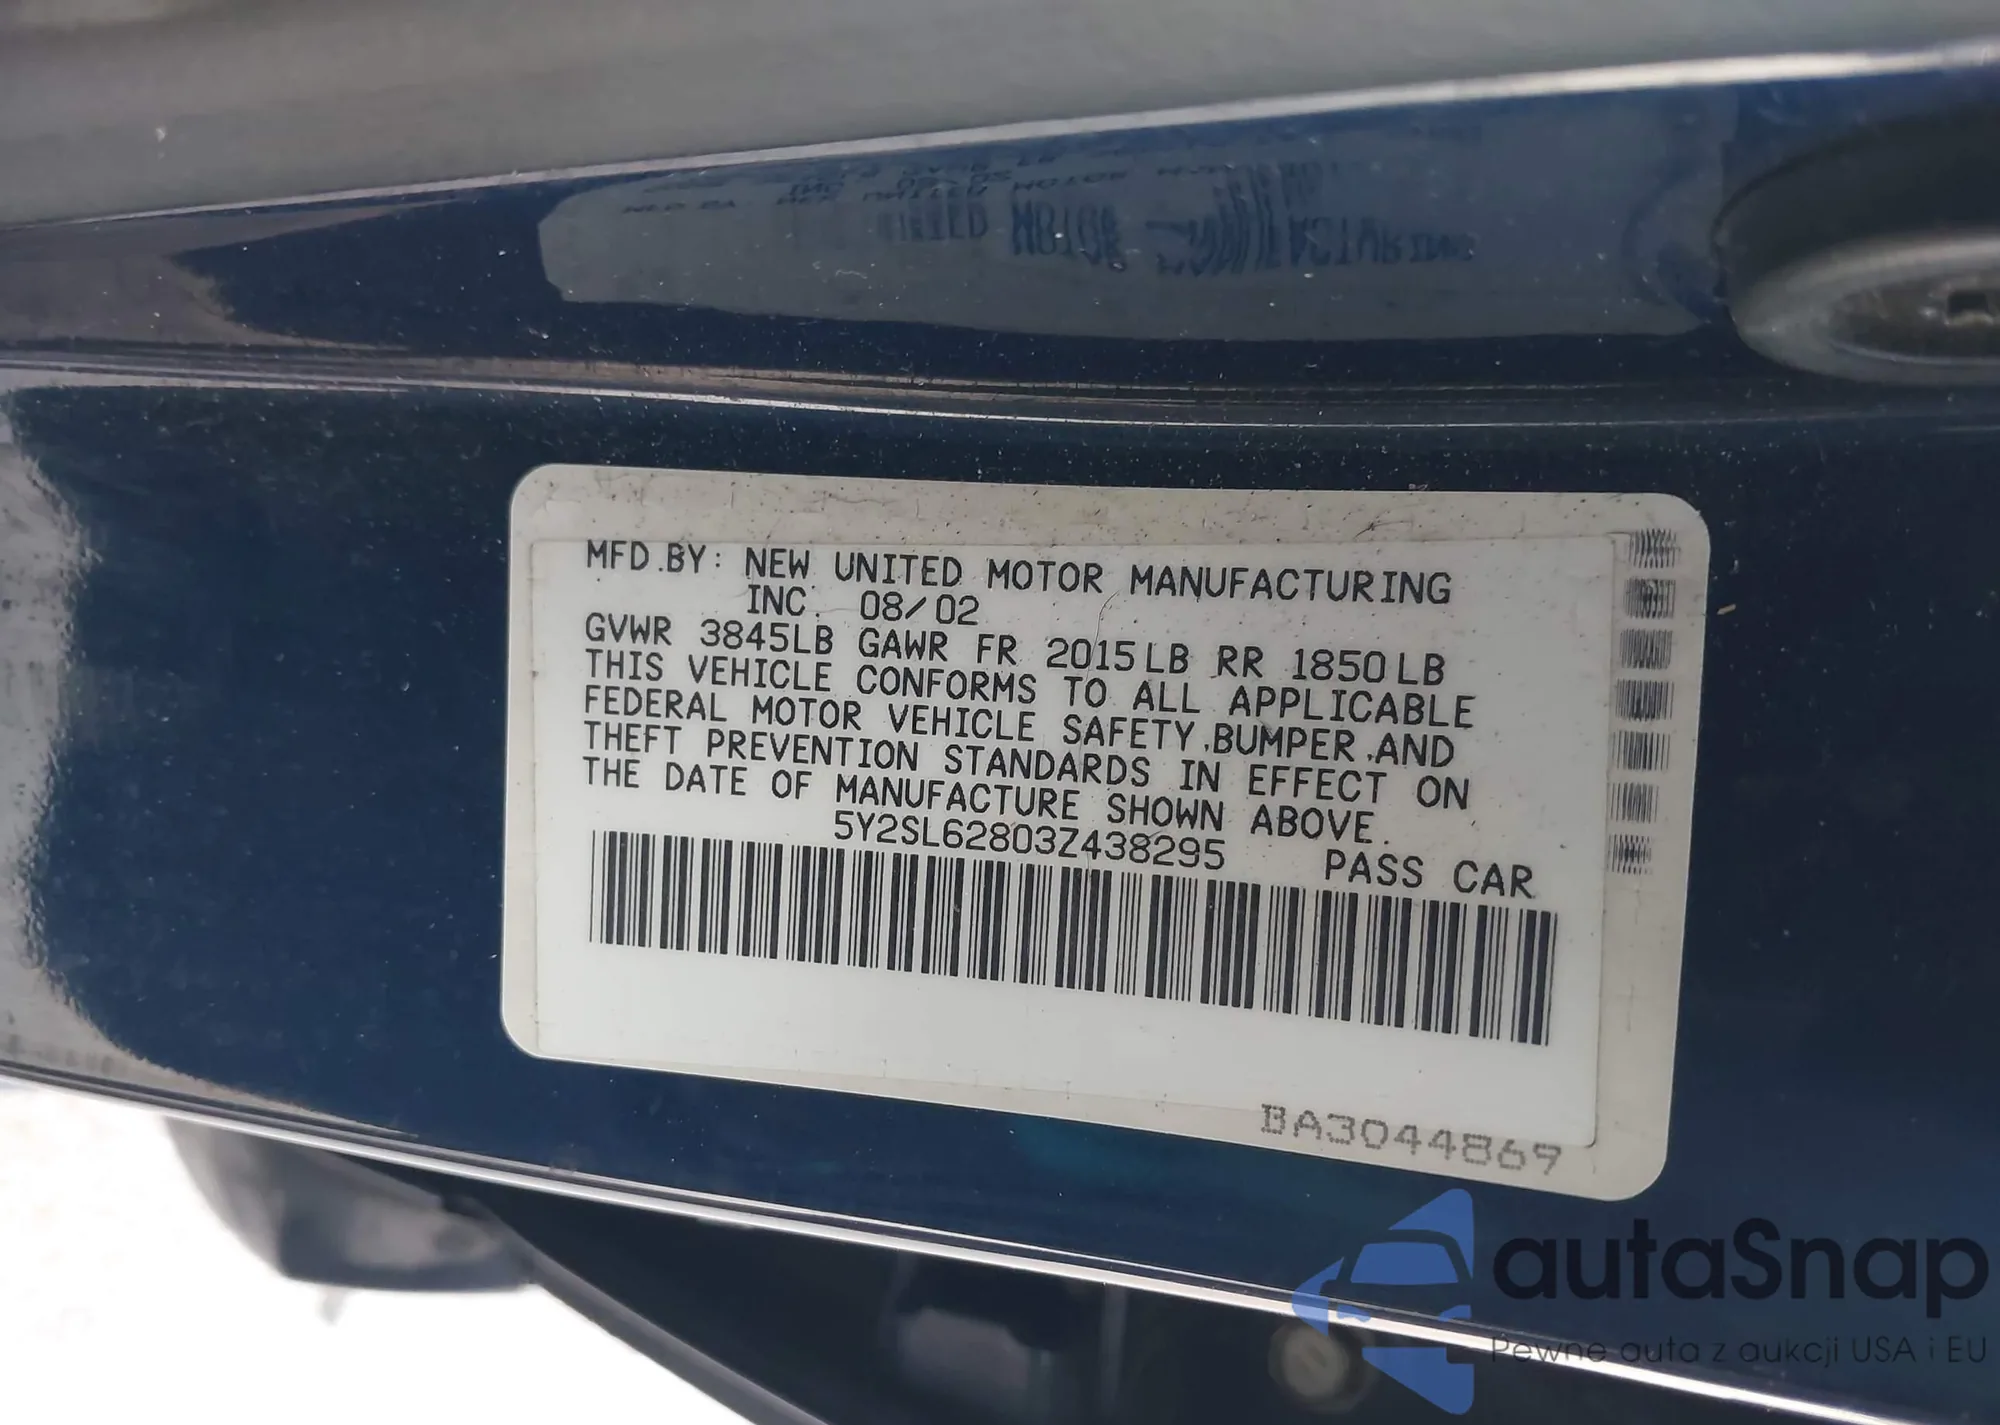 MFD.BY: NEW UNITED MOTOR MANUFACTURING
INC. 08/02
GVWR 3845LB GAWR FR 2015LB RR 1850LB
THIS VEHICLE CONFORMS TO ALL APPLICABLE
FEDERAL MOTOR VEHICLE SAFETY,BUMPER,AND
THEFT PREVENTION STANDARDS IN EFFECT ON
THE DATE OF MANUFACTURE SHOWN ABOVE.
5Y2SL62803Z438295 PASS CAR
BA3044869
autaSnap
Pewne auta z aukcji USA i EU